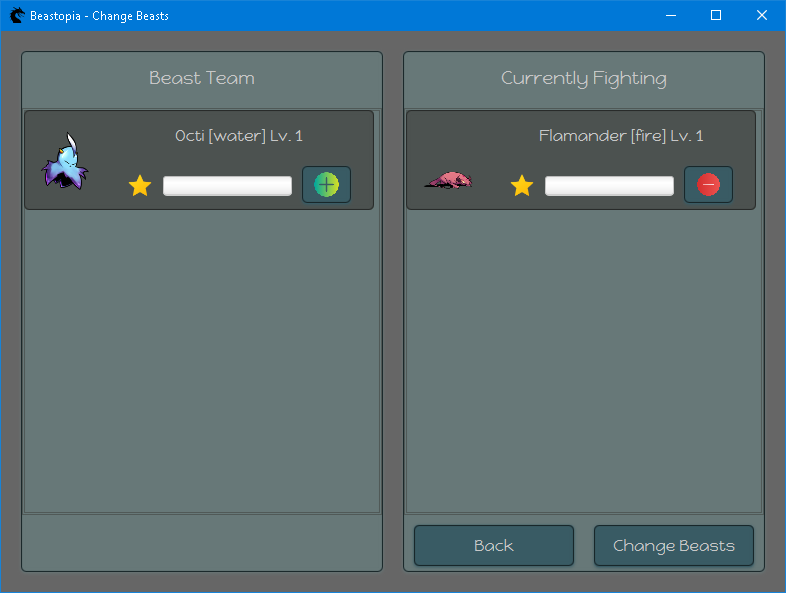 Beastopia - Change Beasts
Beast Team
Currently Fighting
Octi [water] Lv. 1
Flamander [fire] Lv. 1
Back
Change Beasts